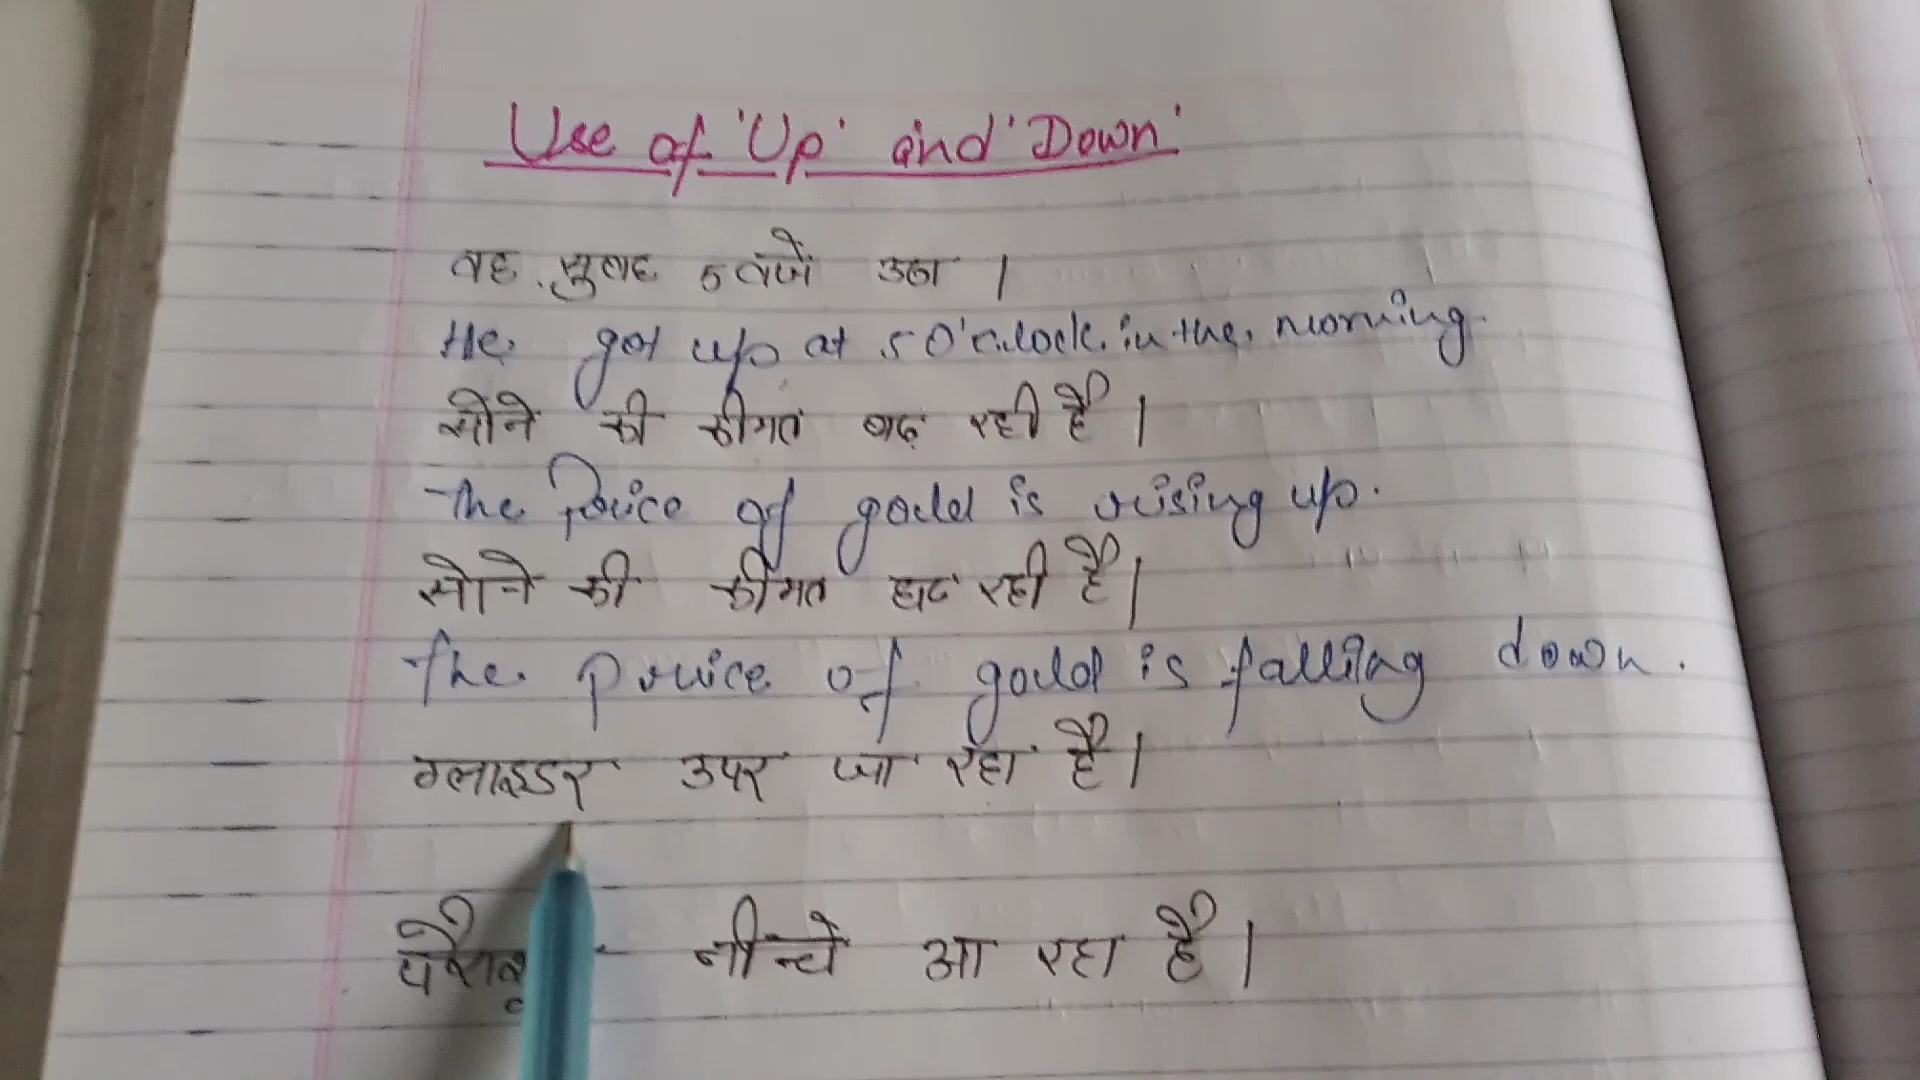 Use of 'Up' and 'Down'
वह सुबह 5 बजे उठा ।
He got up at 5 O'clock in the morning.
सोने की कीमत बढ़ रही है ।
The Price of gold is rising up.
सोने की कीमत घट रही है ।
The price of gold is falling down.
ग्लाइडर उपर जा रहा है ।
नीचे आ रहा है ।